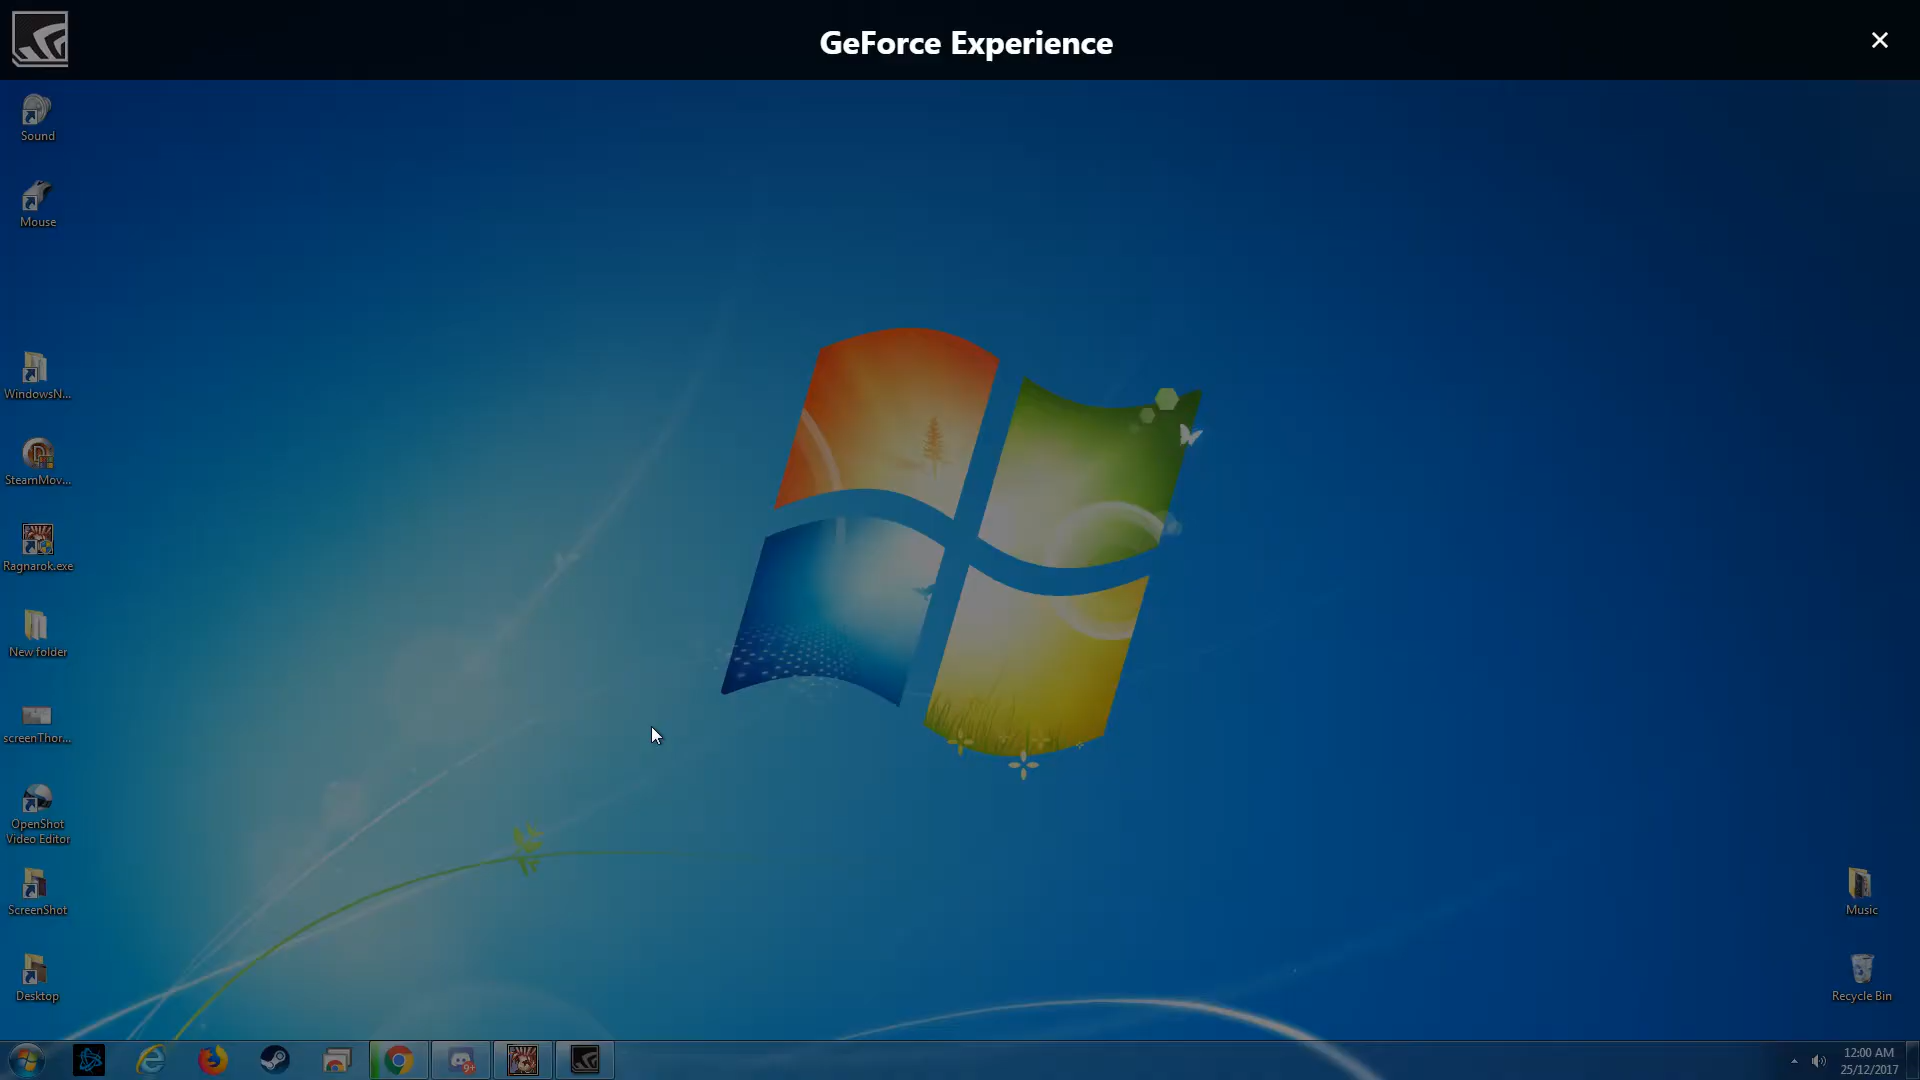 GeForce Experience
Sound
Mouse
WindowsN...
SteamMov...
Ragnarok.exe
New folder
screenThor...
OpenShot
Video Editor
ScreenShot
Desktop
Music
Recycle Bin
9+
12:00 AM
25/12/2017